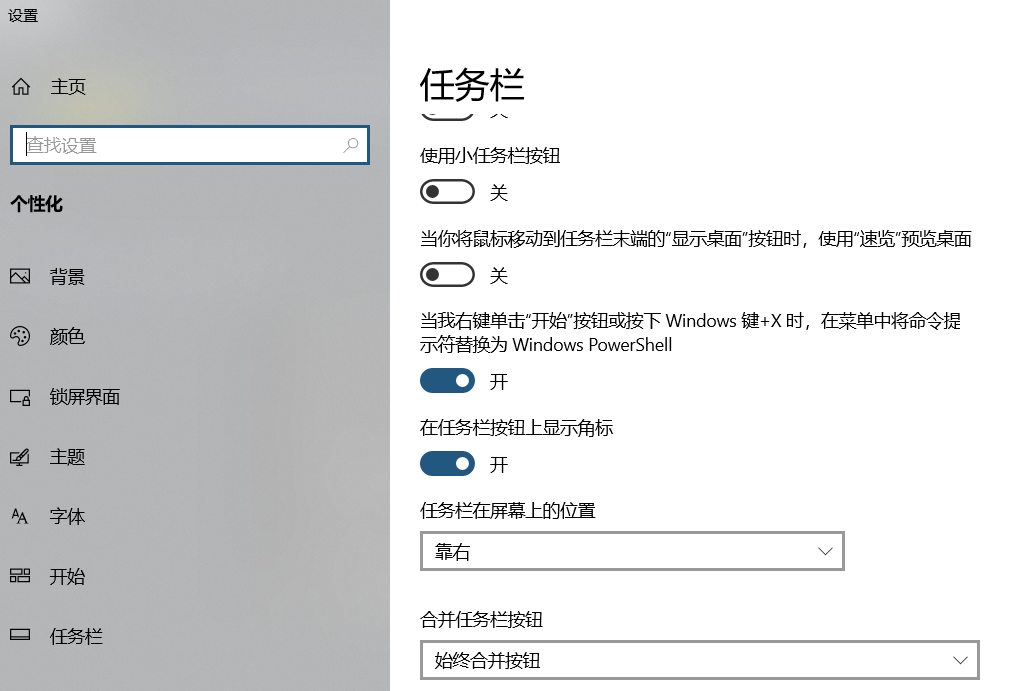 设置
主页
查找设置
个性化
背景
颜色
锁屏界面
主题
字体
开始
任务栏
任务栏
使用小任务栏按钮
关
当你将鼠标移动到任务栏末端的“显示桌面”按钮时，使用“速览”预览桌面
关
当我右键单击“开始”按钮或按下 Windows 键+X 时，在菜单中将命令提
示符替换为 Windows PowerShell
开
在任务栏按钮上显示角标
开
任务栏在屏幕上的位置
靠右
合并任务栏按钮
始终合并按钮